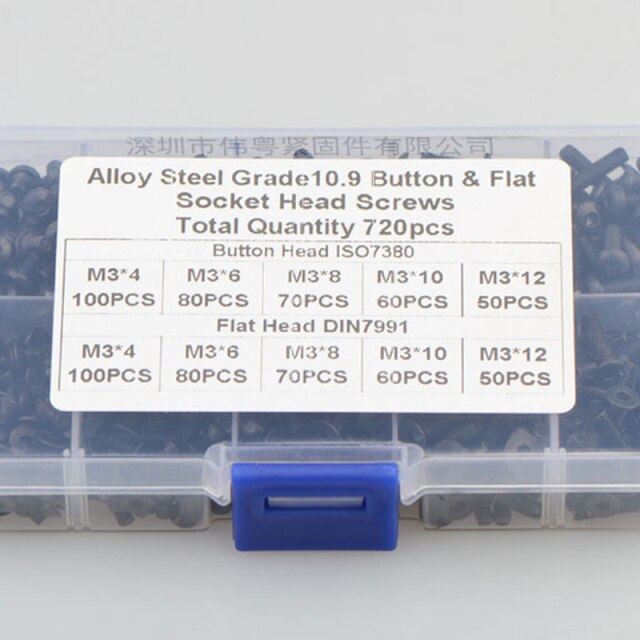 深圳市伟粤紧固件有限公司
Alloy Steel Grade10.9 Button & Flat
Socket Head Screws
Total Quantity 720pcs
Button Head ISO7380
M3*4 M3*6 M3*8 M3*10 M3*12
100PCS 80PCS 70PCS 60PCS 50PCS
Flat Head DIN7991
M3*4 M3*6 M3*8 M3*10 M3*12
100PCS 80PCS 70PCS 60PCS 50PCS